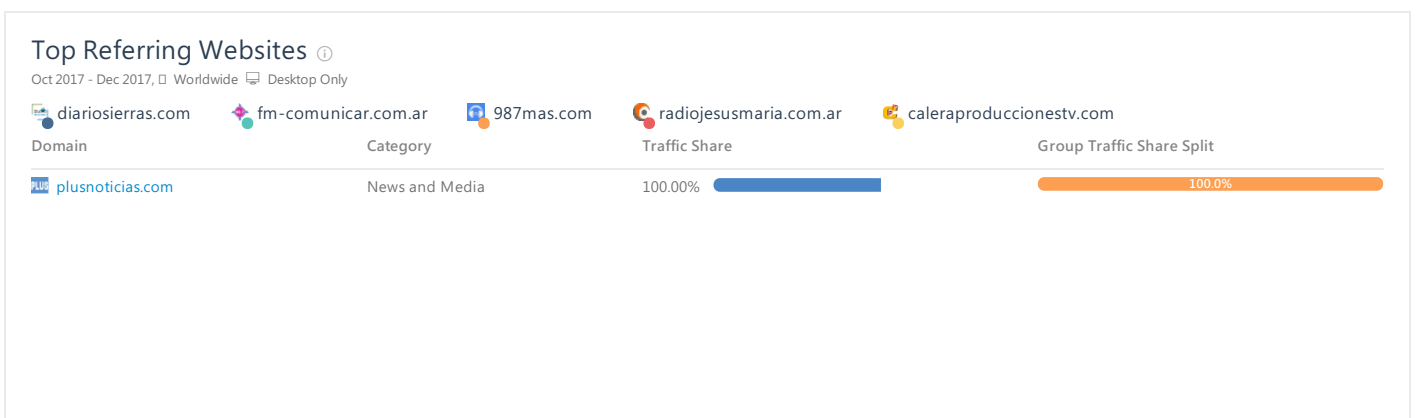 Top Referring Websites
Oct 2017 - Dec 2017, Worldwide Desktop Only
diariosierras.com fm-comunicar.com.ar 987mas.com radiojesusmaria.com.ar caleraproduccionestv.com
Domain Category Traffic Share Group Traffic Share Split
PLUS plusnoticias.com News and Media 100.00% 100.0%